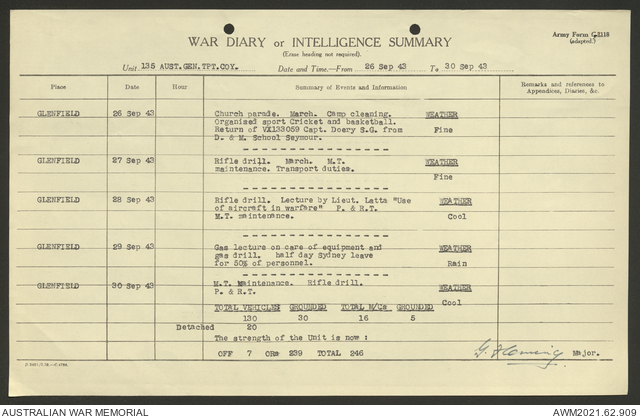 WAR DIARY or INTELLIGENCE SUMMARY
(Erase heading not required).
Army Form C.2118
(adapted.)
Unit 135 AUST.GEN.TPT.COY. Date and Time.—From 26 Sep 43 To 30 Sep 43
Place Date Hour Summary of Events and Information Remarks and references to
Appendices, Diaries, &c.
GLENFIELD 26 Sep 43 Church parade. March. Camp cleaning. WEATHER
Organised sport Cricket and basketball.
Return of VX133059 Capt. Doery S.G. from Fine
D. & M. School Seymour.
GLENFIELD 27 Sep 43 Rifle drill. March. M.T. WEATHER
maintenance. Transport duties.
Fine
GLENFIELD 28 Sep 43 Rifle drill. Lecture by Lieut. Latta "Use WEATHER
of aircraft in warfare" P. & R.T.
M.T. maintenance. Cool
GLENFIELD 29 Sep 43 Gas lecture on care of equipment and WEATHER
gas drill. half day Sydney leave
for 50% of personnel. Rain
GLENFIELD 30 Sep 43 M.T. Maintenance. Rifle drill. WEATHER
P. & R.T.
Cool
TOTAL VEHICLES GROUNDED TOTAL M/Cs GROUNDED
130 30 16 5
Detached 20
The strength of the Unit is now :
OFF 7 ORs 239 TOTAL 246
G. Fleming Major.
AUSTRALIAN WAR MEMORIAL AWM2021.62.909